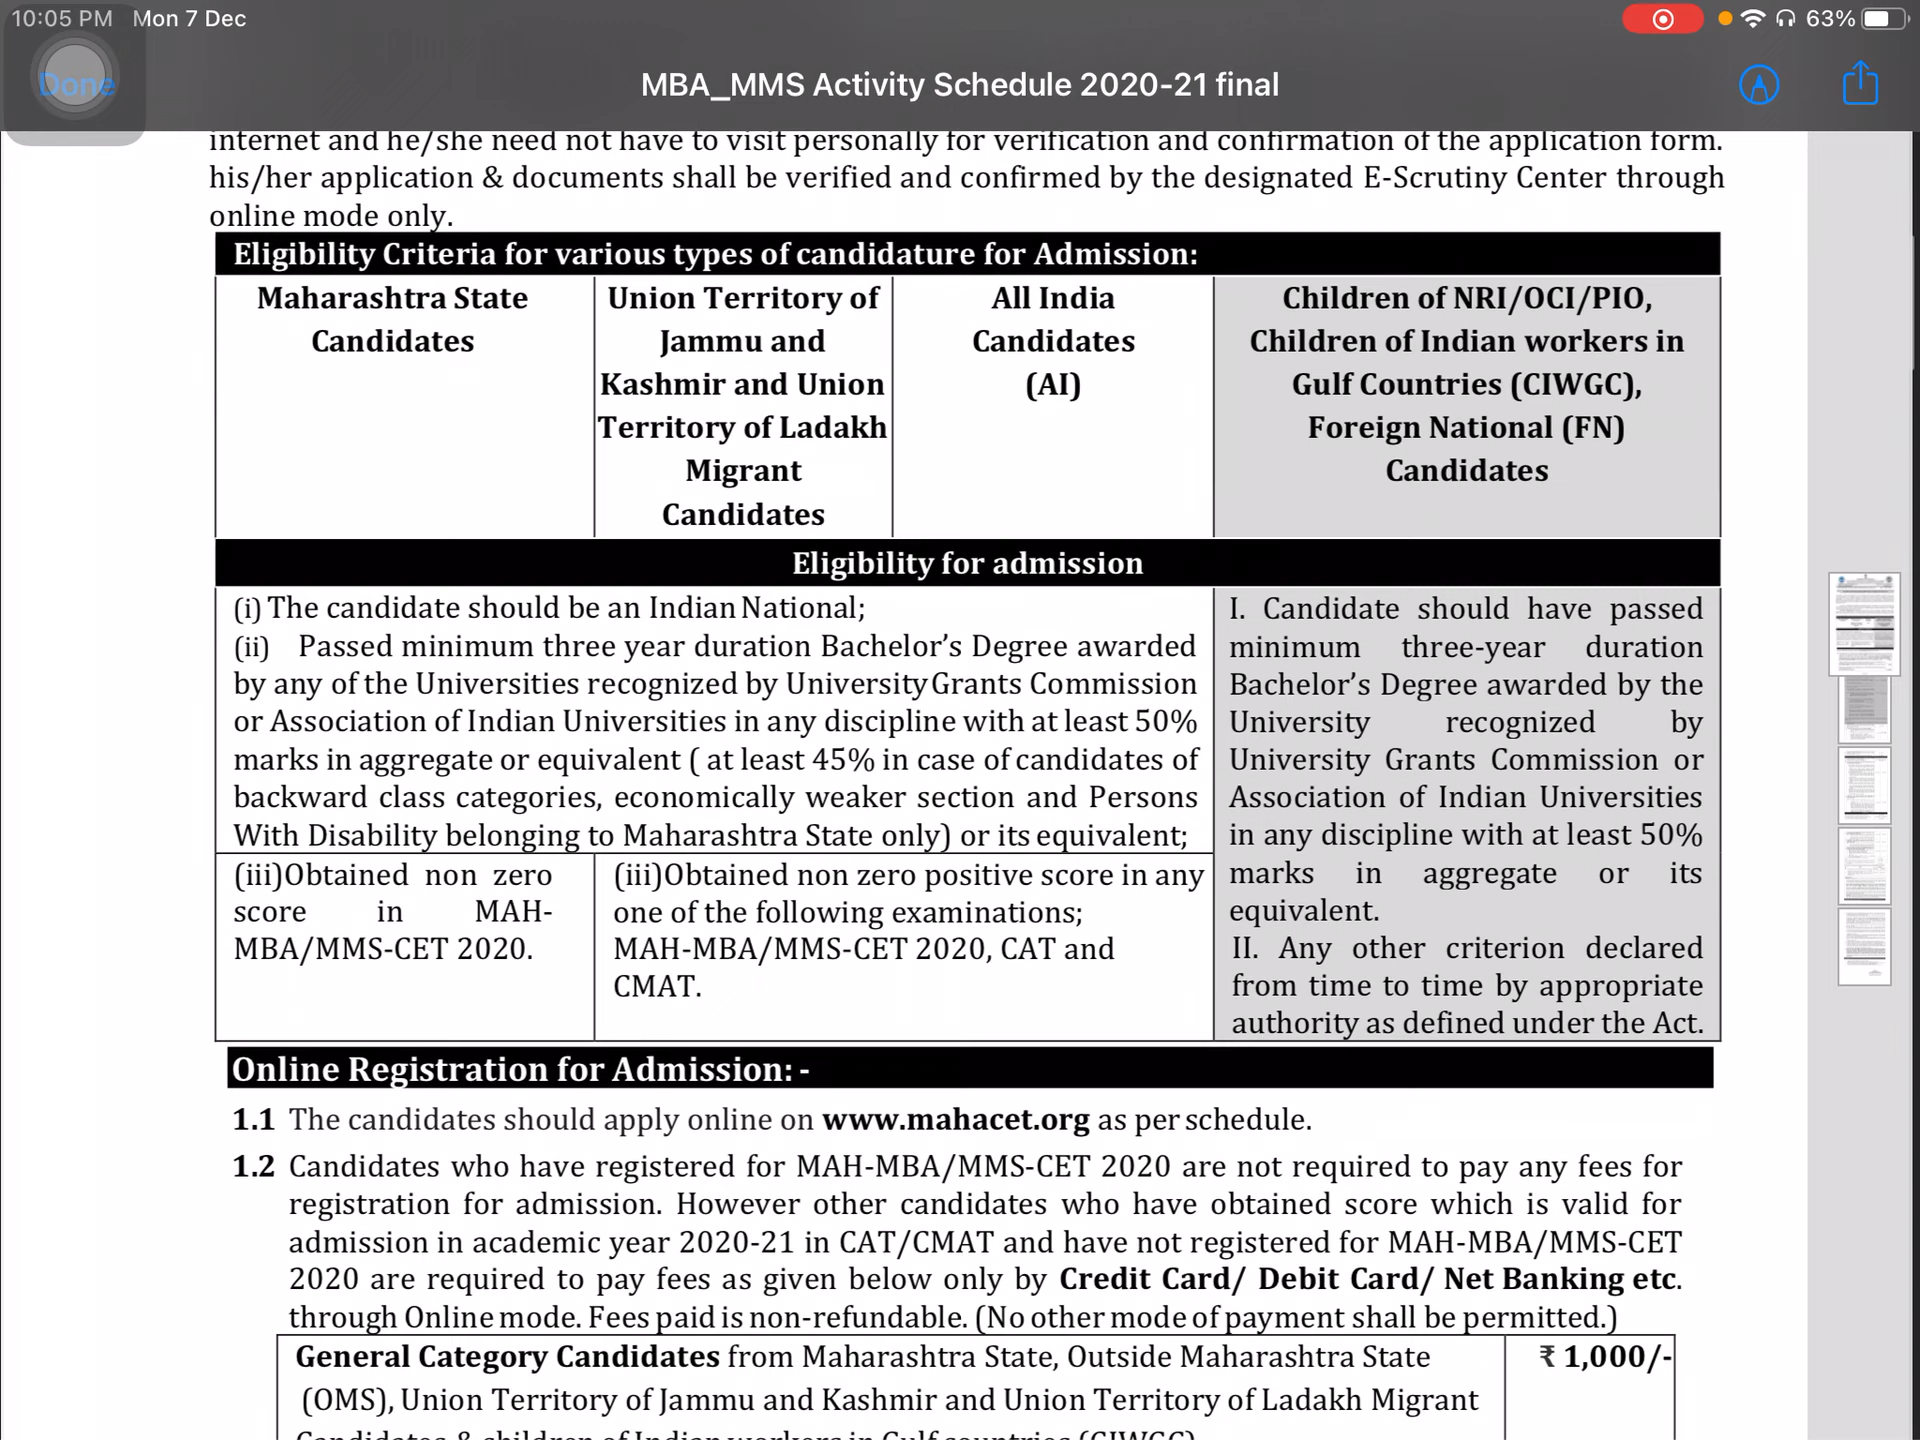 10:05 PM Mon 7 Dec
63%
Done
MBA_MMS Activity Schedule 2020-21 final
internet and he/she need not have to visit personally for verification and confirmation of the application form.
his/her application & documents shall be verified and confirmed by the designated E-Scrutiny Center through
online mode only.
Eligibility Criteria for various types of candidature for Admission:
Maharashtra State
Candidates
Union Territory of
Jammu and
Kashmir and Union
Territory of Ladakh
Migrant
Candidates
All India
Candidates
(AI)
Children of NRI/OCI/PIO,
Children of Indian workers in
Gulf Countries (CIWGC),
Foreign National (FN)
Candidates
Eligibility for admission
(i) The candidate should be an Indian National;
(ii) Passed minimum three year duration Bachelor's Degree awarded
by any of the Universities recognized by University Grants Commission
or Association of Indian Universities in any discipline with at least 50%
marks in aggregate or equivalent ( at least 45% in case of candidates of
backward class categories, economically weaker section and Persons
With Disability belonging to Maharashtra State only) or its equivalent;
(iii)Obtained non zero
score in MAH-
MBA/MMS-CET 2020.
(iii)Obtained non zero positive score in any
one of the following examinations;
MAH-MBA/MMS-CET 2020, CAT and
CMAT.
I. Candidate should have passed
minimum three-year duration
Bachelor's Degree awarded by the
University recognized by
University Grants Commission or
Association of Indian Universities
in any discipline with at least 50%
marks in aggregate or its
equivalent.
II. Any other criterion declared
from time to time by appropriate
authority as defined under the Act.
Online Registration for Admission: -
1.1 The candidates should apply online on www.mahacet.org as per schedule.
1.2 Candidates who have registered for MAH-MBA/MMS-CET 2020 are not required to pay any fees for
registration for admission. However other candidates who have obtained score which is valid for
admission in academic year 2020-21 in CAT/CMAT and have not registered for MAH-MBA/MMS-CET
2020 are required to pay fees as given below only by Credit Card/ Debit Card/ Net Banking etc.
through Online mode. Fees paid is non-refundable. (No other mode of payment shall be permitted.)
General Category Candidates from Maharashtra State, Outside Maharashtra State
(OMS), Union Territory of Jammu and Kashmir and Union Territory of Ladakh Migrant
Candidates & children of Indian workers in Gulf countries (CIWGC)
₹ 1,000/-